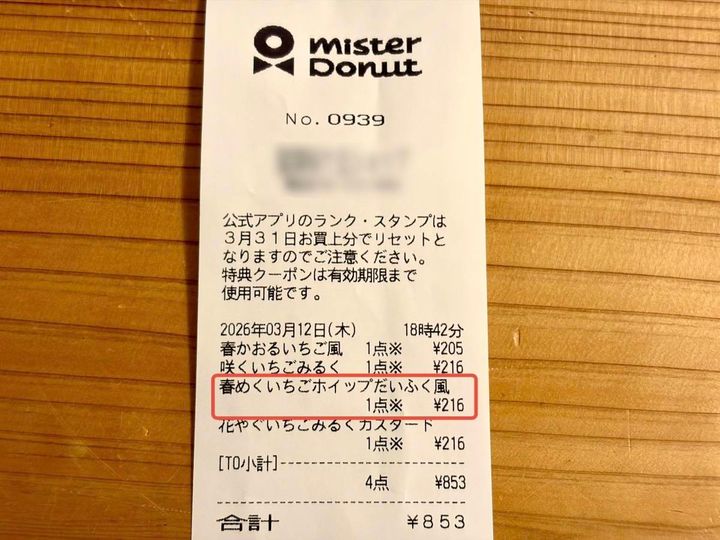 mister
Donut
No. 0939
公式アプリのランク・スタンプは
3月31日お買上分でリセットと
なりますのでご注意ください。
特典クーポンは有効期限まで
使用可能です。
2026年03月12日(木) 18時42分
春かおるいちご風 1点※ ¥205
咲くいちごみるく 1点※ ¥216
春めくいちごホイップだいふく風
1点※ ¥216
花やぐいちごみるくカスタード
1点※ ¥216
[TO小計]
4点 ¥853
合計 ¥853